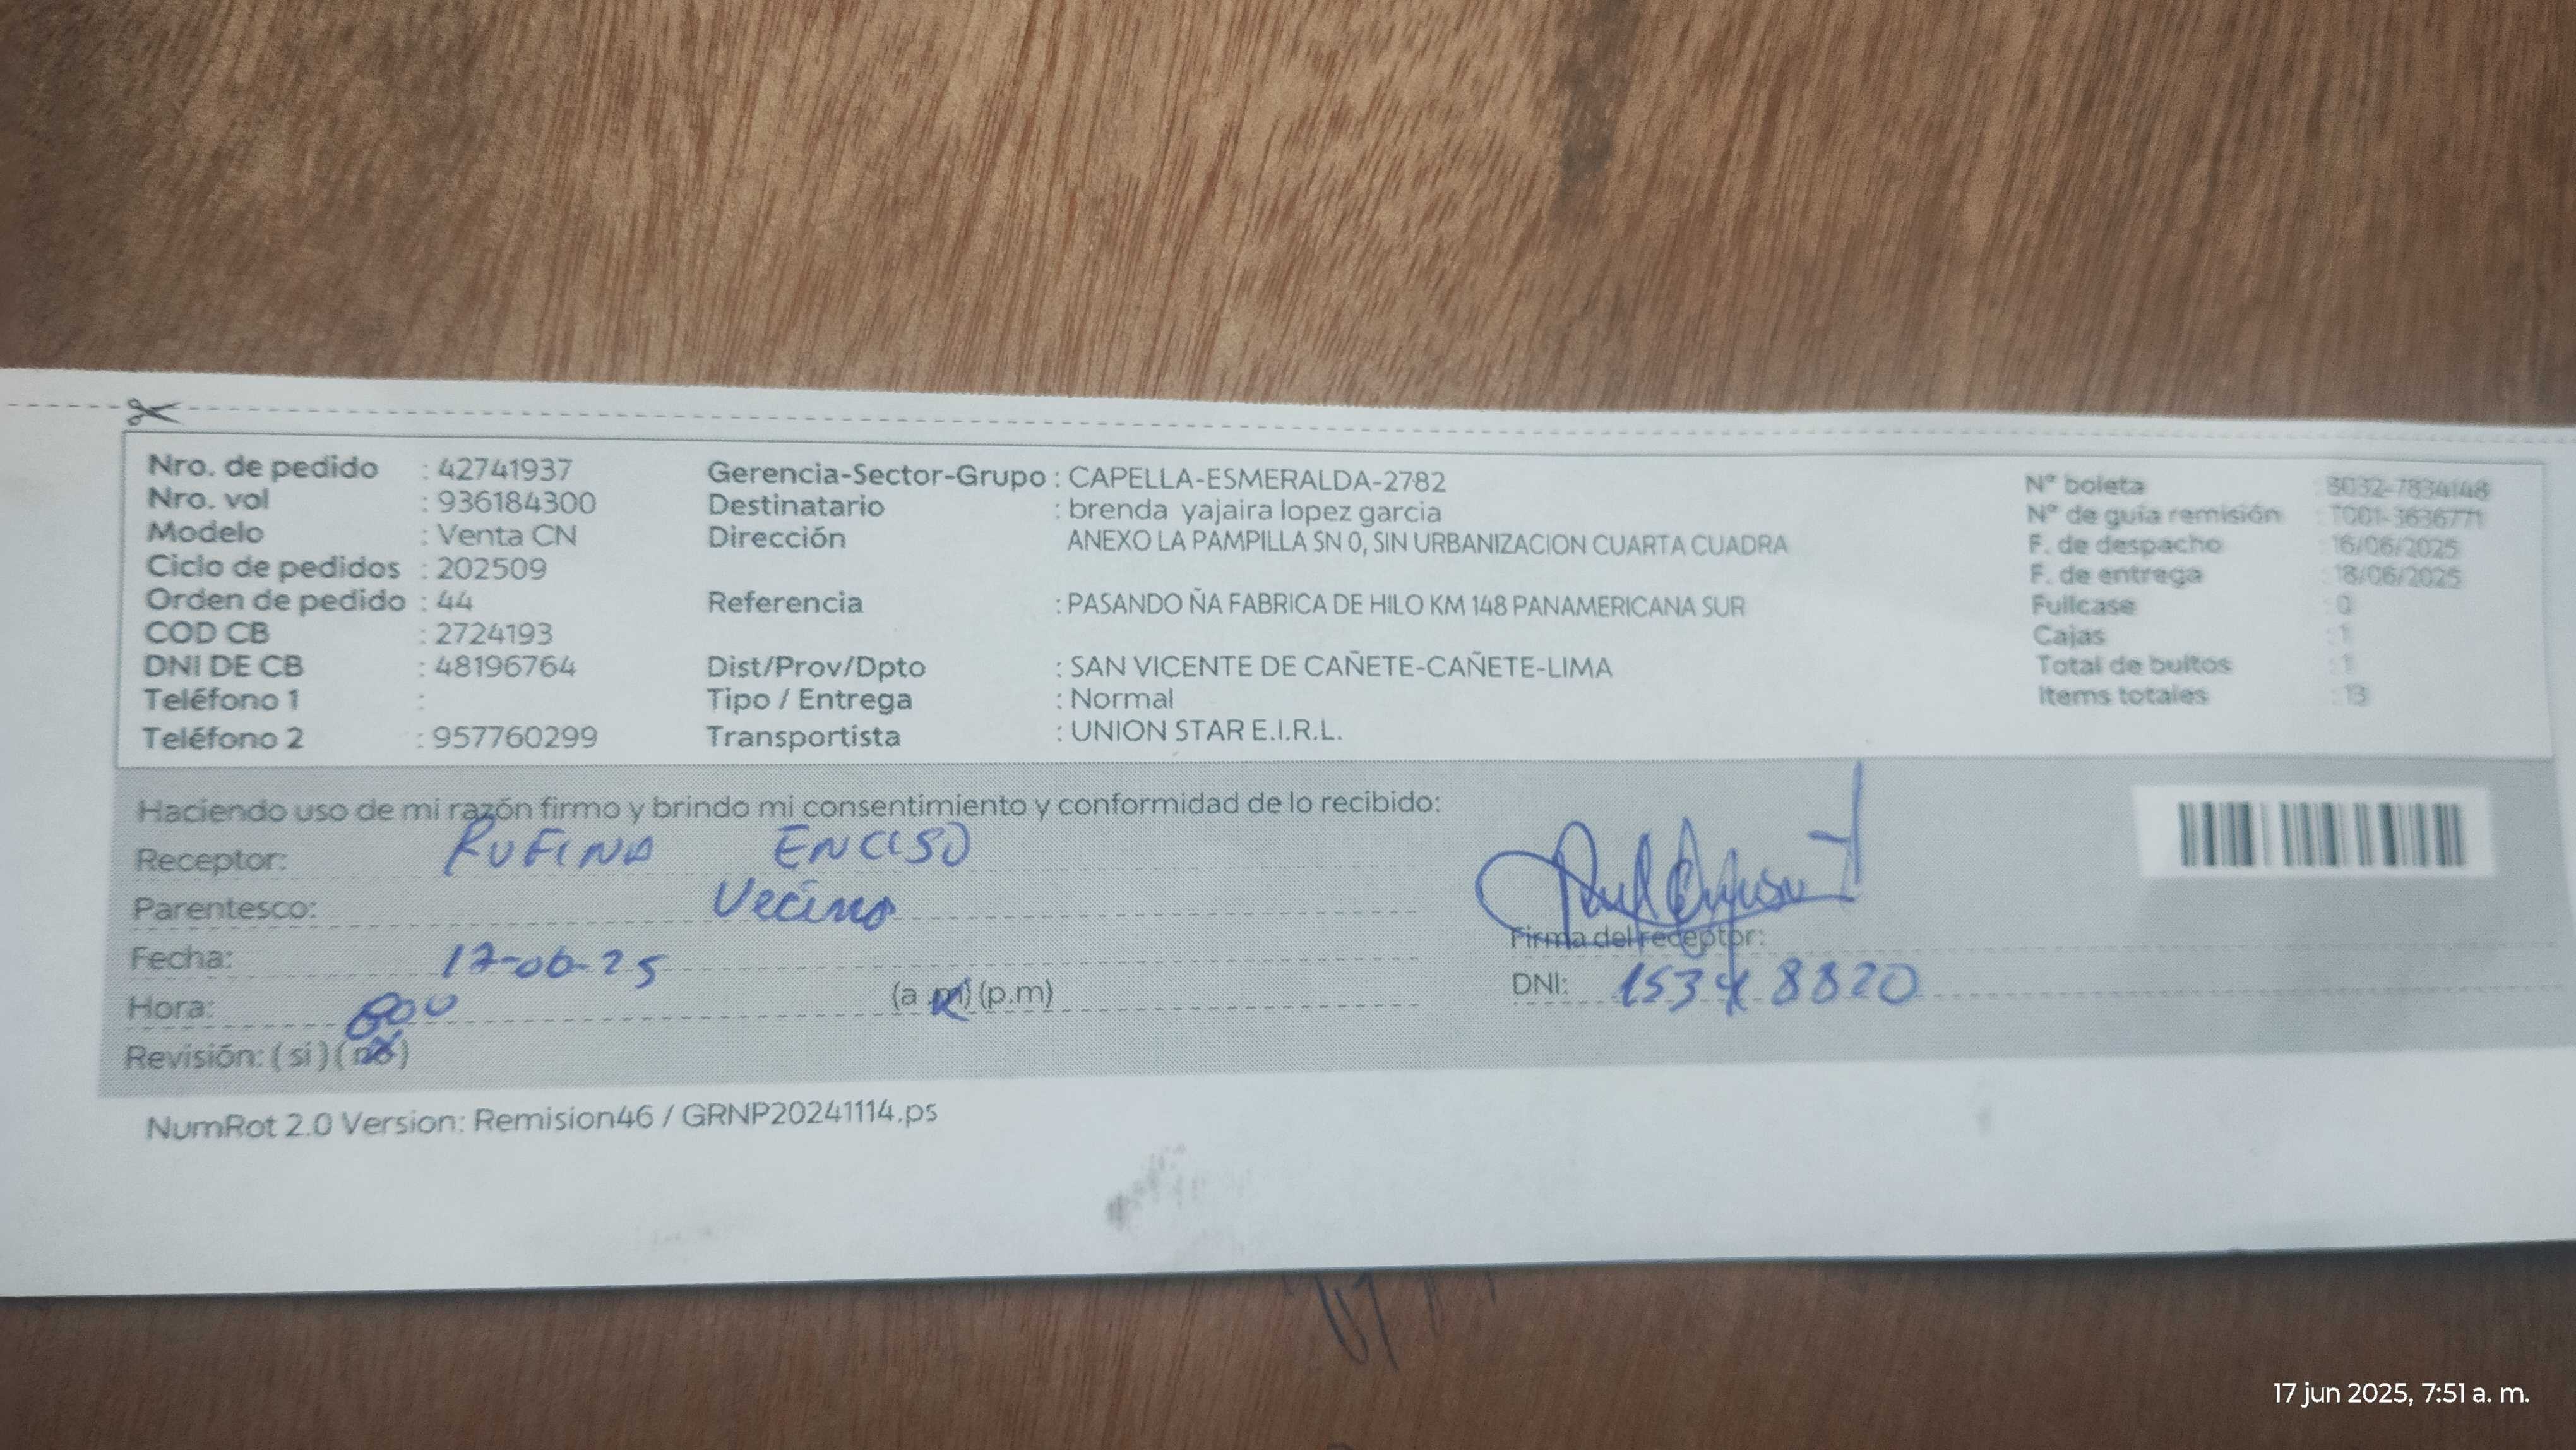 Nro. de pedido : 42741937 Gerencia-Sector-Grupo : CAPELLA-ESMERALDA-2782 N° boleta : B032-7834148
Nro. vol : 936184300 Destinatario : brenda yajaira lopez garcia N° de guía remisión : T001-3636771
Modelo : Venta CN Dirección ANEXO LA PAMPILLA SN 0, SIN URBANIZACION CUARTA CUADRA F. de despacho : 16/06/2025
Ciclo de pedidos : 202509 F. de entrega : 18/06/2025
Orden de pedido : 44 Referencia : PASANDO ÑA FABRICA DE HILO KM 148 PANAMERICANA SUR Fullcase : 0
COD CB : 2724193 Cajas : 1
DNI DE CB : 48196764 Dist/Prov/Dpto : SAN VICENTE DE CAÑETE-CAÑETE-LIMA Total de bultos : 1
Teléfono 1 : Tipo / Entrega : Normal Items totales : 13
Teléfono 2 : 957760299 Transportista : UNION STAR E.I.R.L.
Haciendo uso de mi razón firmo y brindo mi consentimiento y conformidad de lo recibido:
Receptor: RUFINA ENCISO
Parentesco: Vecina
Firma del receptor:
Fecha: 17-06-25
DNI: 15348820
Hora: 800 (a.m) (p.m)
Revisión: ( si ) ( no )
NumRot 2.0 Version: Remision46 / GRNP20241114.ps
17 jun 2025, 7:51 a. m.